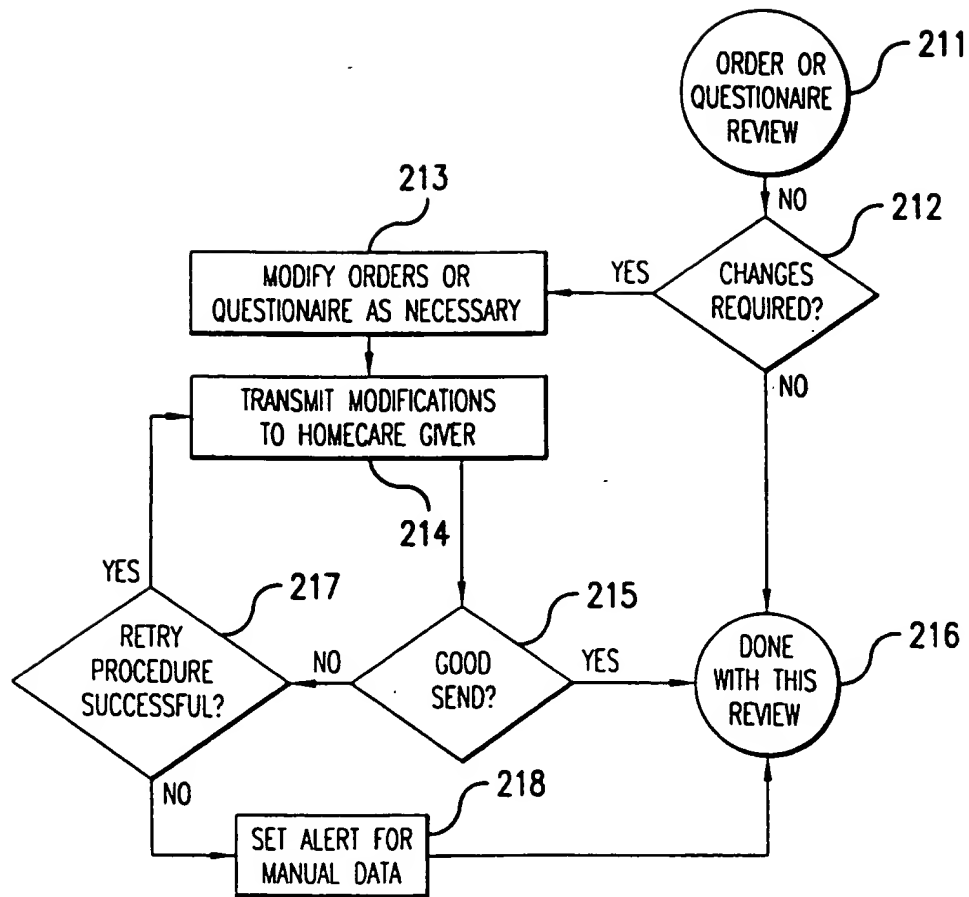 ORDER OR
QUESTIONAIRE
REVIEW
211
NO
212
CHANGES
REQUIRED?
YES
213
MODIFY ORDERS OR
QUESTIONAIRE AS NECESSARY
NO
TRANSMIT MODIFICATIONS
TO HOMECARE GIVER
214
YES
217
RETRY
PROCEDURE
SUCCESSFUL?
NO
215
GOOD
SEND?
YES
216
DONE
WITH THIS
REVIEW
NO
218
SET ALERT FOR
MANUAL DATA